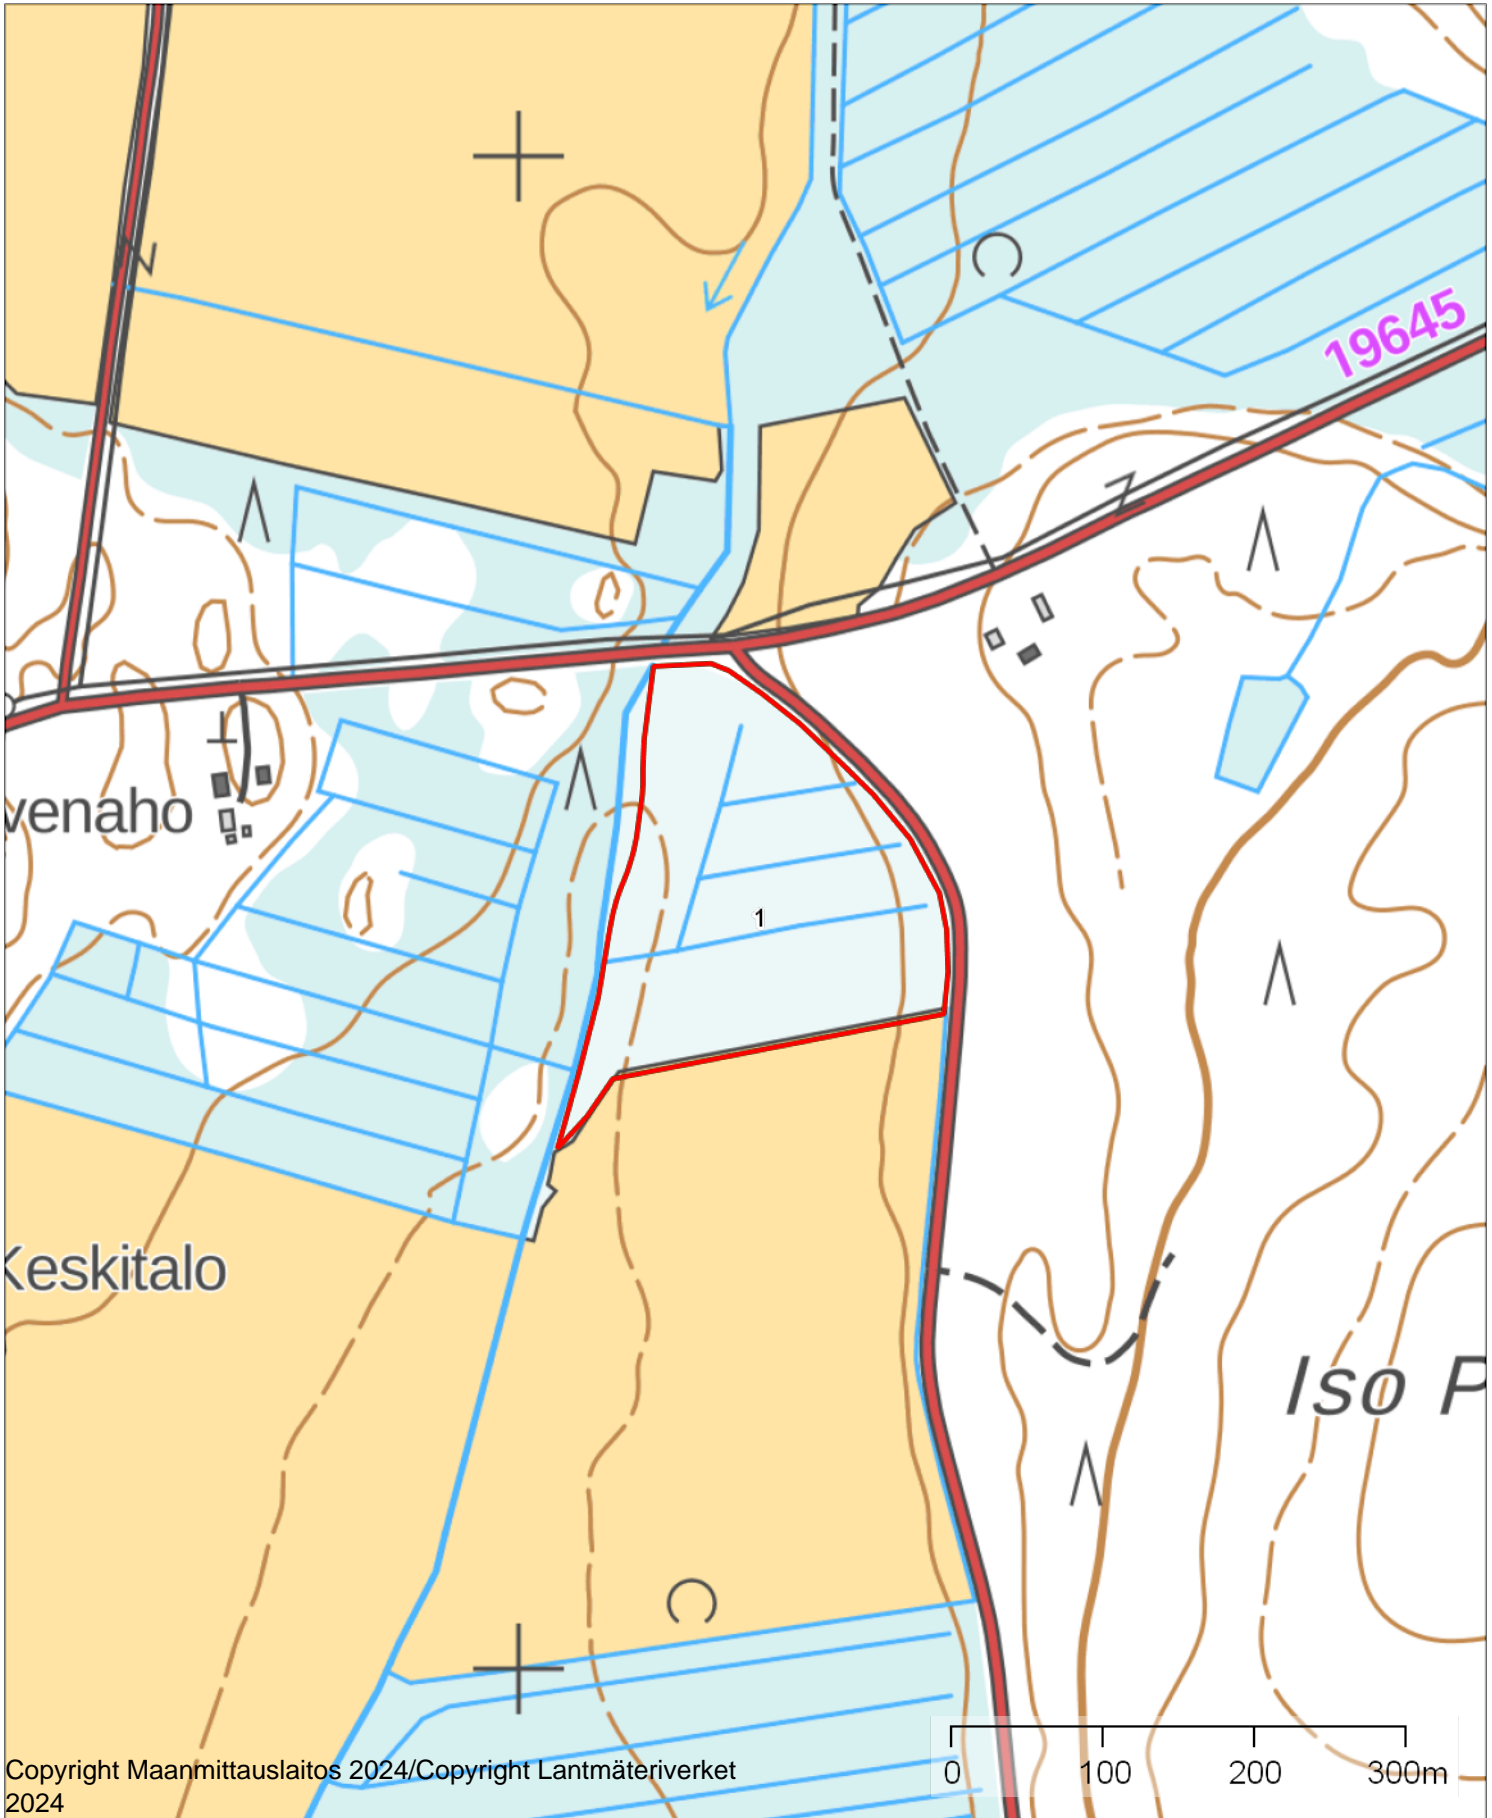 19645
venaho
1
Keskitalo
Iso P
0 100 200 300m
Copyright Maanmittauslaitos 2024/Copyright Lantmäteriverket
2024